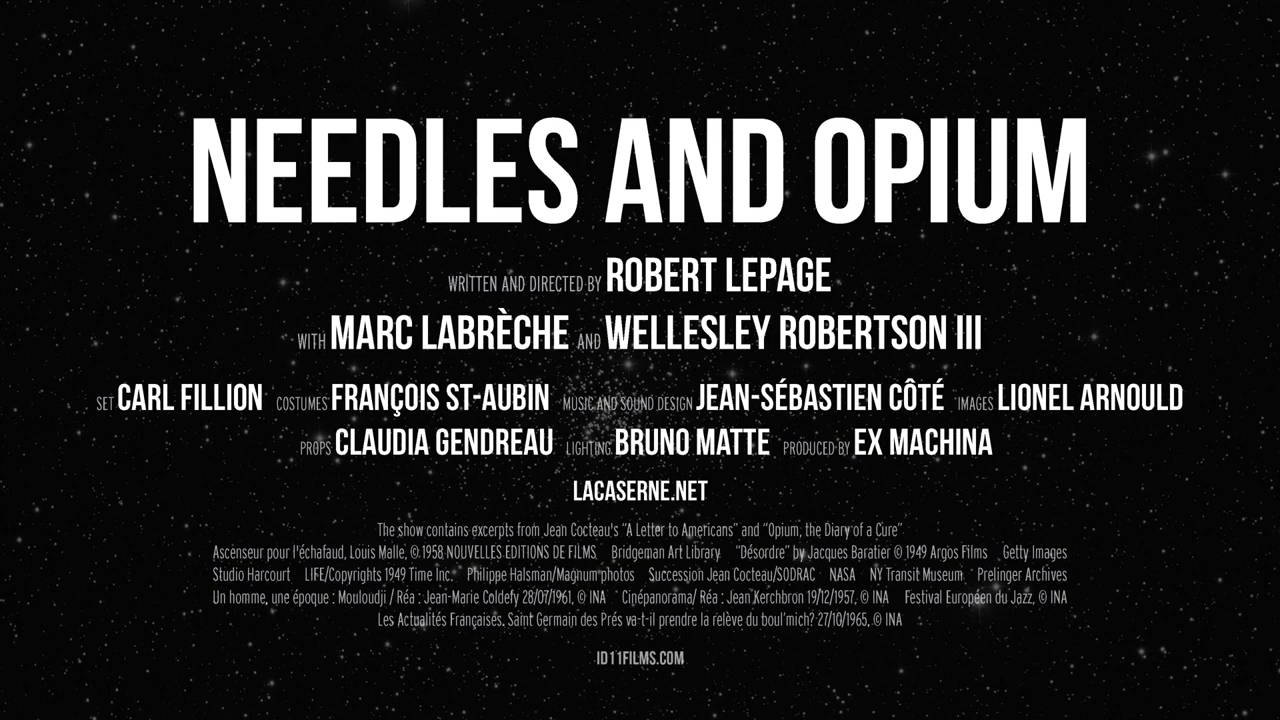 NEEDLES AND OPIUM
WRITTEN AND DIRECTED BY ROBERT LEPAGE
WITH MARC LABRÈCHE AND WELLESLEY ROBERTSON III
SET CARL FILLION COSTUMES FRANÇOIS ST-AUBIN MUSIC AND SOUND DESIGN JEAN-SÉBASTIEN CÔTÉ IMAGES LIONEL ARNOULD
PROPS CLAUDIA GENDREAU LIGHTING BRUNO MATTE PRODUCED BY EX MACHINA
LACASERNE.NET
The show contains excerpts from Jean Cocteau's "A Letter to Americans" and "Opium, the Diary of a Cure"
Ascenseur pour l'échafaud, Louis Malle, © 1958 NOUVELLES EDITIONS DE FILMS Bridgeman Art Library "Désordre" by Jacques Baratier © 1949 Argos Films Getty Images
Studio Harcourt LIFE/Copyrights 1949 Time Inc. Philippe Halsman/Magnum photos Succession Jean Cocteau/SODRAC NASA NY Transit Museum Prelinger Archives
Un homme, une époque : Mouloudji / Réa : Jean-Marie Coldefy 28/07/1961, © INA Cinépanorama/ Réa : Jean Kerchbron 19/12/1957, © INA Festival Européen du Jazz, © INA
Les Actualités Françaises. Saint Germain des Prés va-t-il prendre la relève du boul'mich? 27/10/1965, © INA
ID11FILMS.COM